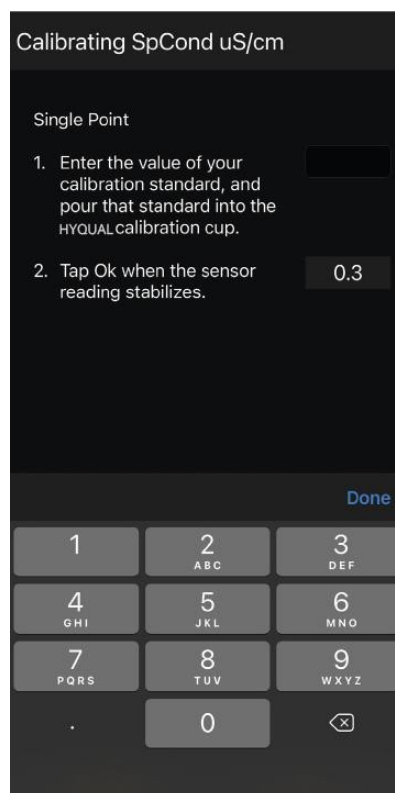 Calibrating SpCond uS/cm
Single Point
1. Enter the value of your
calibration standard, and
pour that standard into the
HYQUAL calibration cup.
2. Tap Ok when the sensor
reading stabilizes.
0.3
Done
1
2
ABC
3
DEF
4
GHI
5
JKL
6
MNO
7
PQRS
8
TUV
9
WXYZ
.
0